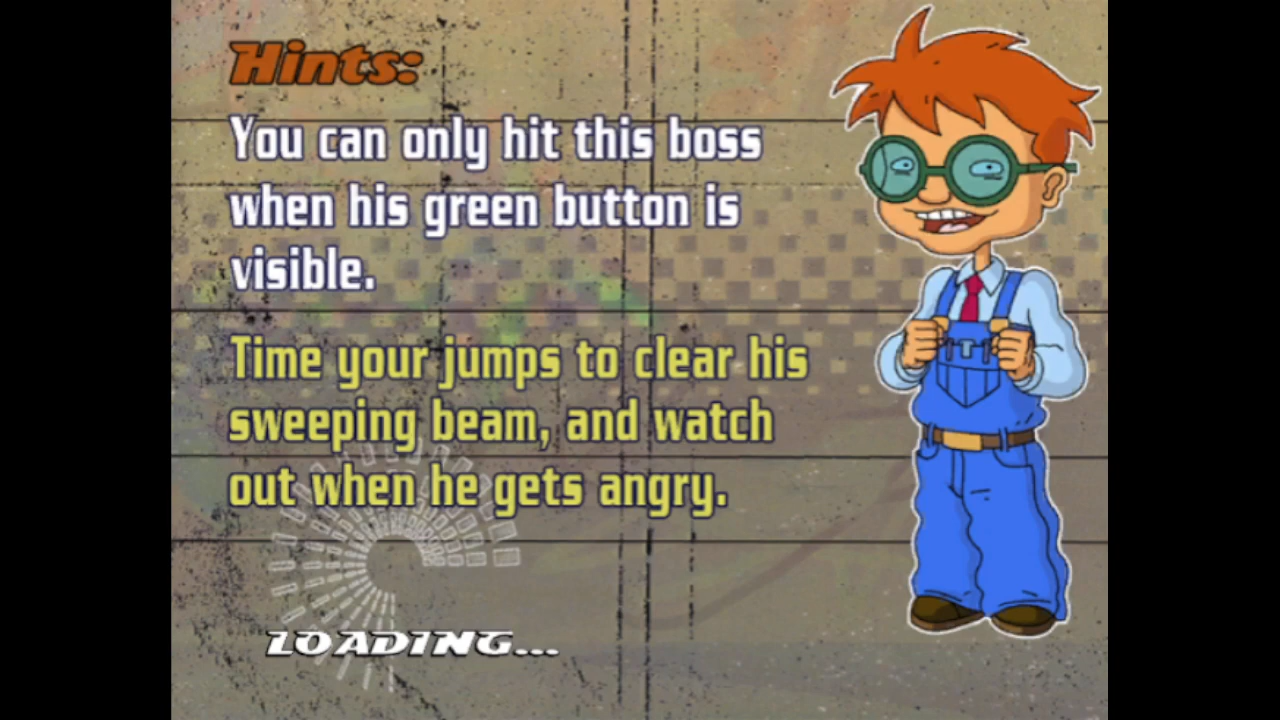 Hints:
You can only hit this boss
when his green button is
visible.
Time your jumps to clear his
sweeping beam, and watch
out when he gets angry.
LOADING...